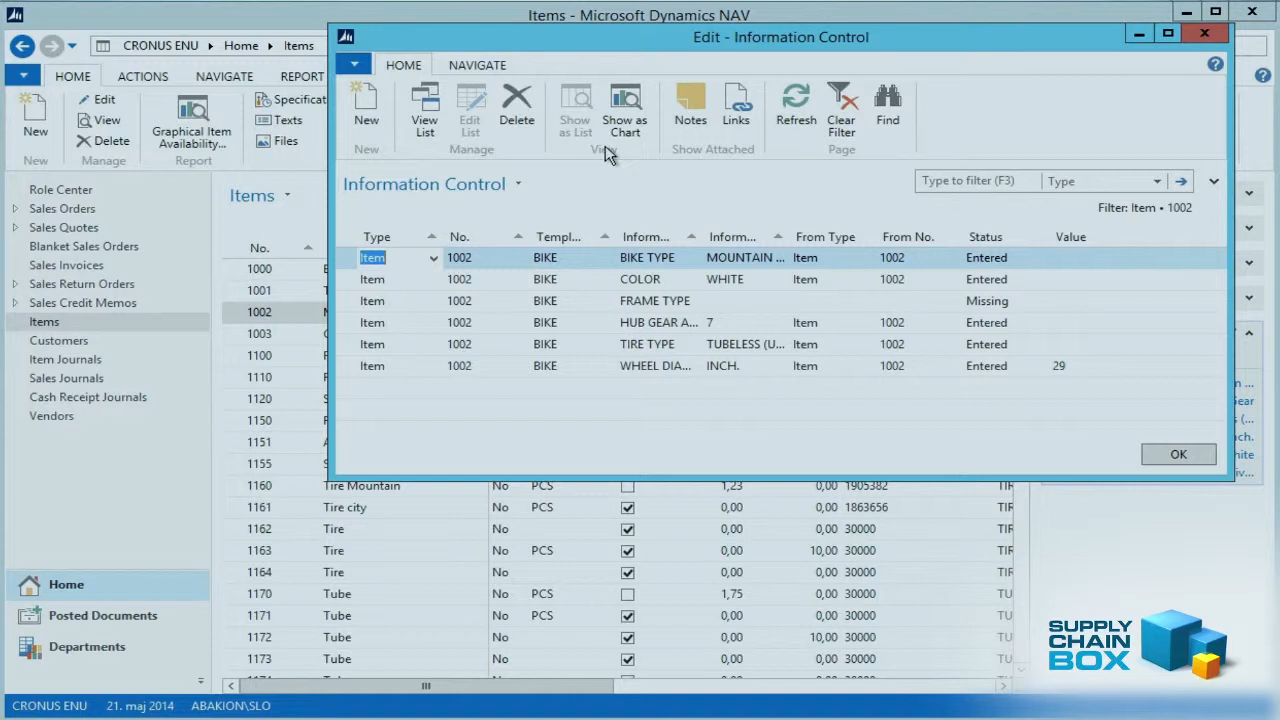 Items - Microsoft Dynamics NAV
CRONUS ENU Home Items
HOME ACTIONS NAVIGATE REPORT
New
Edit
View
Delete
Graphical Item
Availability...
Specificat
Texts
Files
New Manage Report
Role Center
Sales Orders
Sales Quotes
Blanket Sales Orders
Sales Invoices
Sales Return Orders
Sales Credit Memos
Items
Customers
Item Journals
Sales Journals
Cash Receipt Journals
Vendors
Home
Posted Documents
Departments
Items
No.
1000
1001
1002
1003
1100
1110
1120
1150
1151
1155
1160 Tire Mountain No PCS 1,23 0,00 1905382 TIR
1161 Tire city No PCS 0,00 0,00 1863656 TIR
1162 Tire No 0,00 0,00 30000 TIR
1163 Tire No PCS 0,00 10,00 30000 TIR
1164 Tire No 0,00 0,00 30000 TIR
1170 Tube No PCS 1,75 0,00 30000 TU
1171 Tube No PCS 0,00 0,00 30000 TU
1172 Tube No 0,00 10,00 30000 TU
1173 Tube No 0,00 0,00 30000 TU
Edit - Information Control
HOME NAVIGATE
New
View
List
Edit
List
Delete
Show
as List
Show as
Chart
Notes
Links
Refresh
Clear
Filter
Find
New Manage View Show Attached Page
Information Control
Type to filter (F3) Type
Filter: Item • 1002
Type No. Templ... Inform... Inform... From Type From No. Status Value
Item 1002 BIKE BIKE TYPE MOUNTAIN ... Item 1002 Entered
Item 1002 BIKE COLOR WHITE Item 1002 Entered
Item 1002 BIKE FRAME TYPE Missing
Item 1002 BIKE HUB GEAR A... 7 Item 1002 Entered
Item 1002 BIKE TIRE TYPE TUBELESS (U... Item 1002 Entered
Item 1002 BIKE WHEEL DIA... INCH. Item 1002 Entered 29
OK
n ...
Gear
s (...
ch.
hite
iv...
SUPPLY
CHAIN
BOX
CRONUS ENU 21. maj 2014 ABAKION\SLO